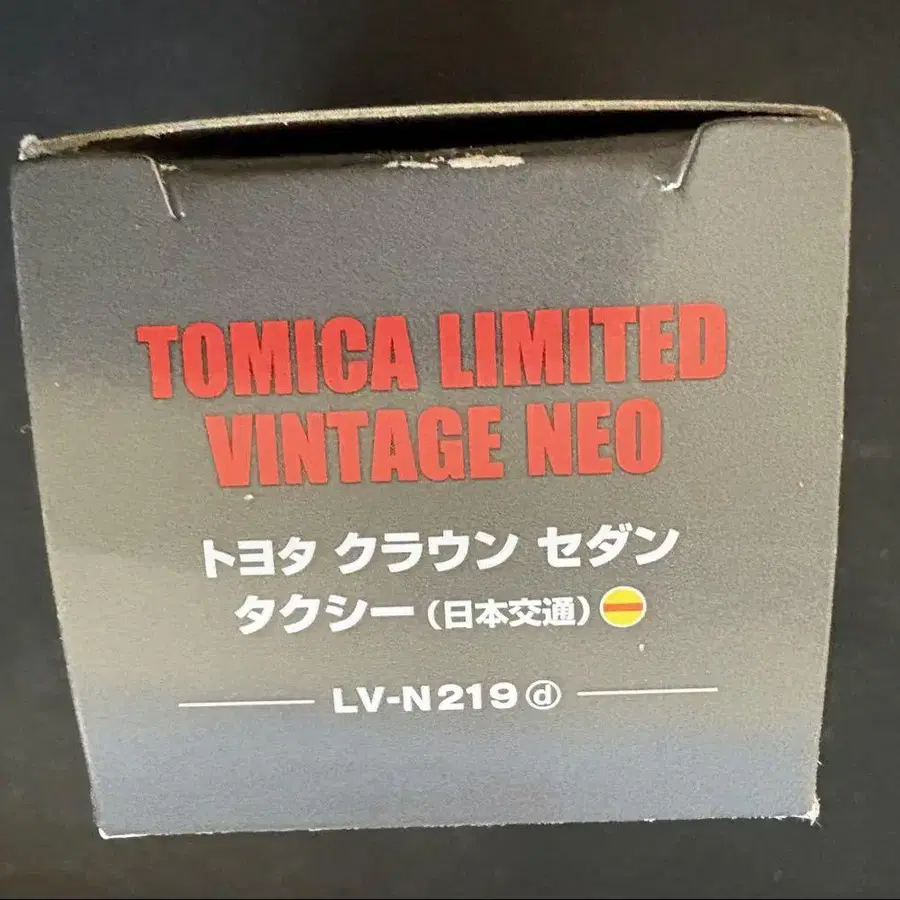 TOMICA LIMITED
VINTAGE NEO
トヨタ クラウン セダン
タクシー(日本交通)
LV-N219ⓓ